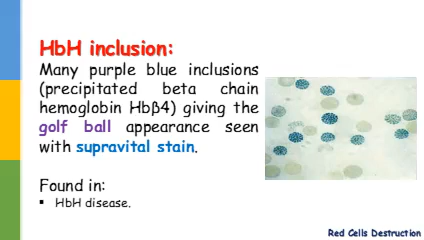 HbH inclusion:
Many purple blue inclusions
(precipitated beta chain
hemoglobin Hbβ4) giving the
golf ball appearance seen
with supravital stain.
Found in:
▪ HbH disease.
Red Cells Destruction